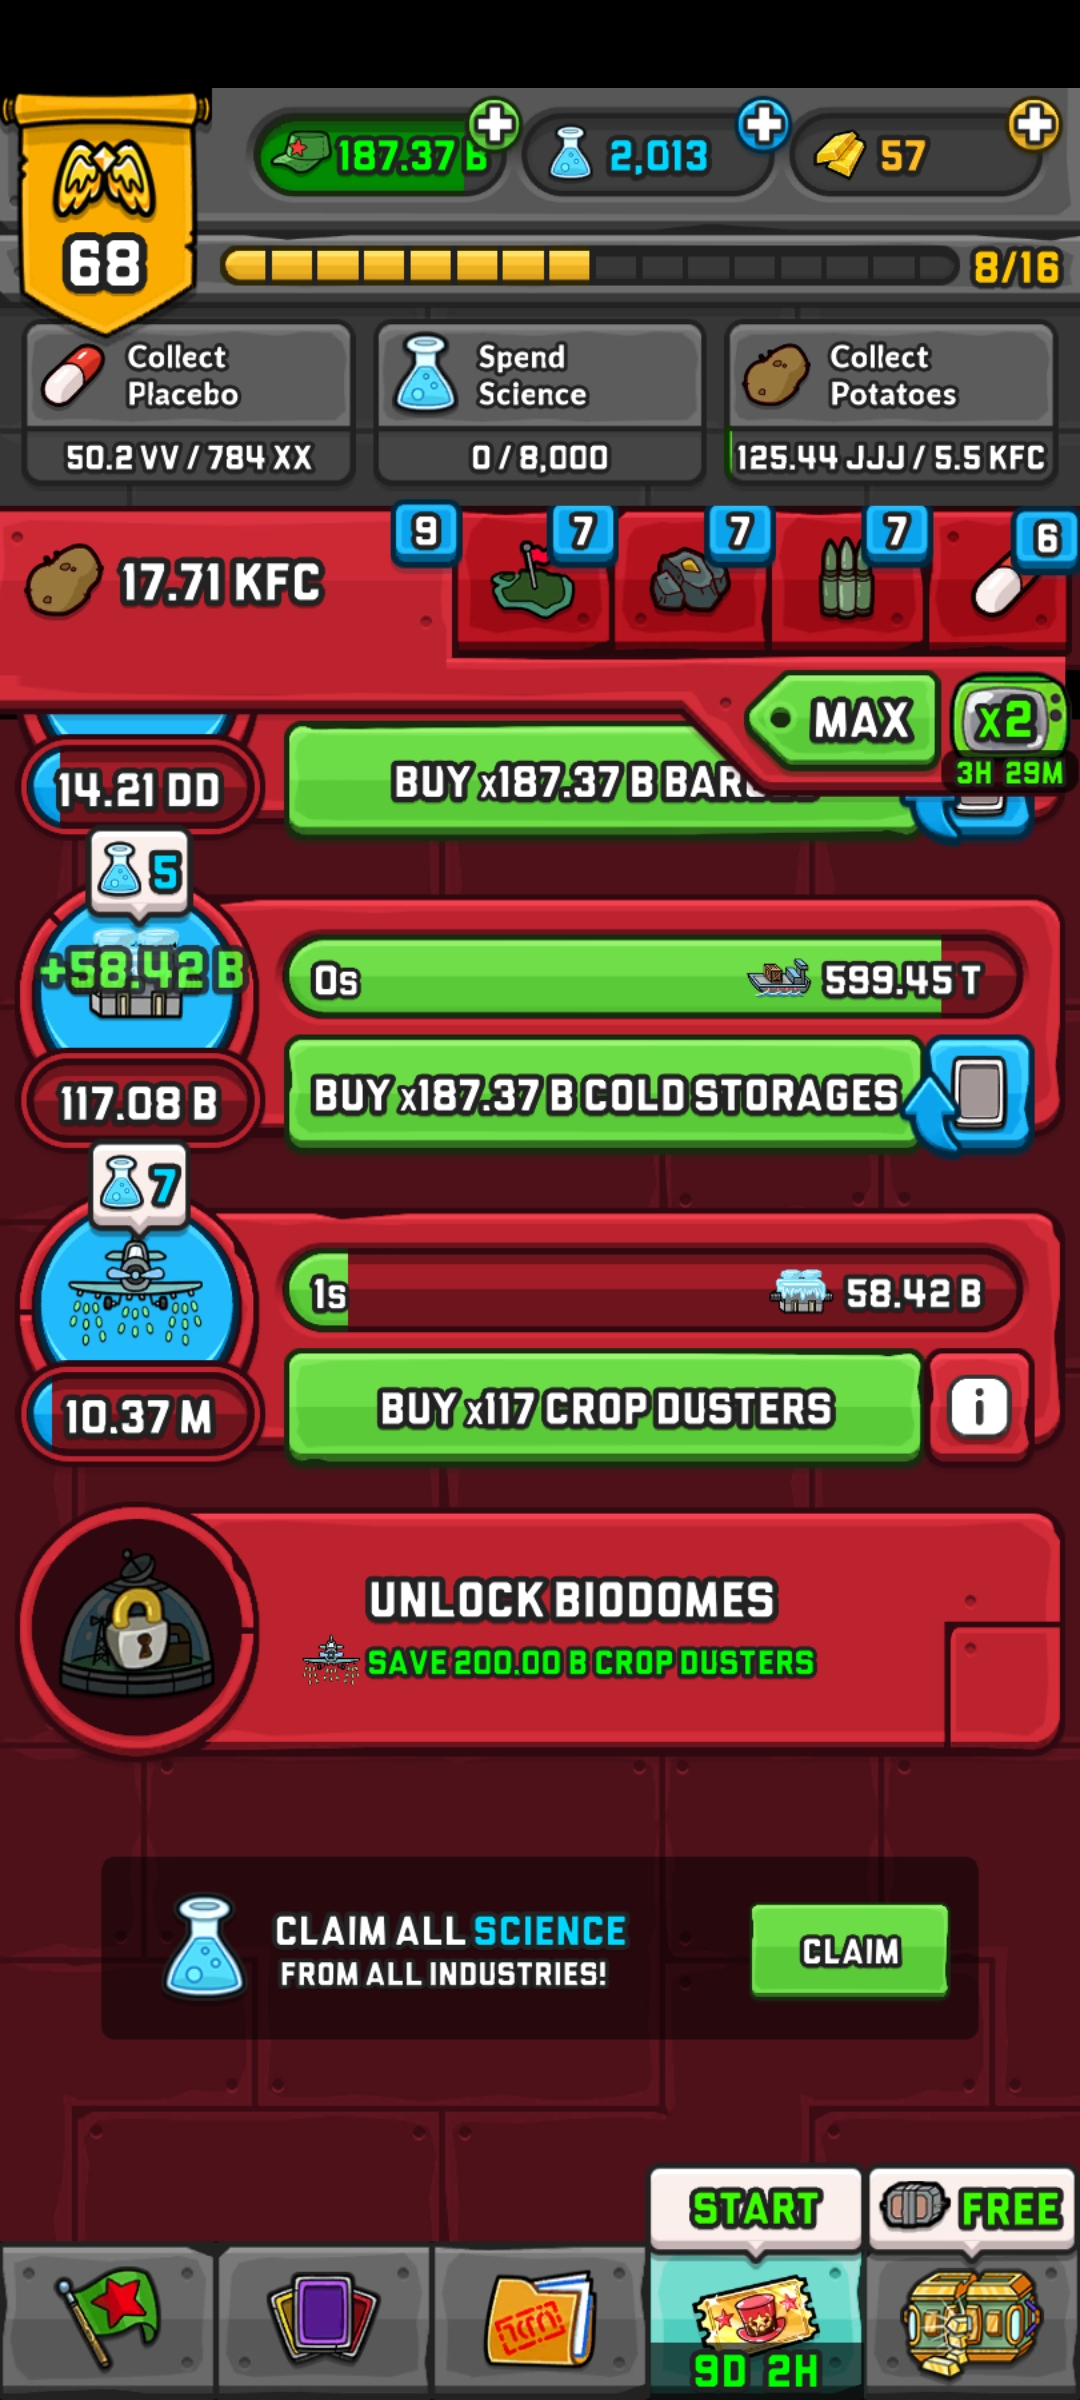 187.37 B
2,013
57
68
8/16
Collect
Placebo
50.2 VV / 784 XX
Spend
Science
0 / 8,000
Collect
Potatoes
125.44 JJJ / 5.5 KFC
17.71 KFC
9
7
7
7
6
MAX
x2
3H 29M
14.21 DD
BUY x187.37 B BAR
5
+58.42 B
0s
599.45 T
117.08 B
BUY x187.37 B COLD STORAGES
7
1s
58.42 B
10.37 M
BUY x117 CROP DUSTERS
i
UNLOCK BIODOMES
SAVE 200.00 B CROP DUSTERS
CLAIM ALL SCIENCE
FROM ALL INDUSTRIES!
CLAIM
START
FREE
9D 2H